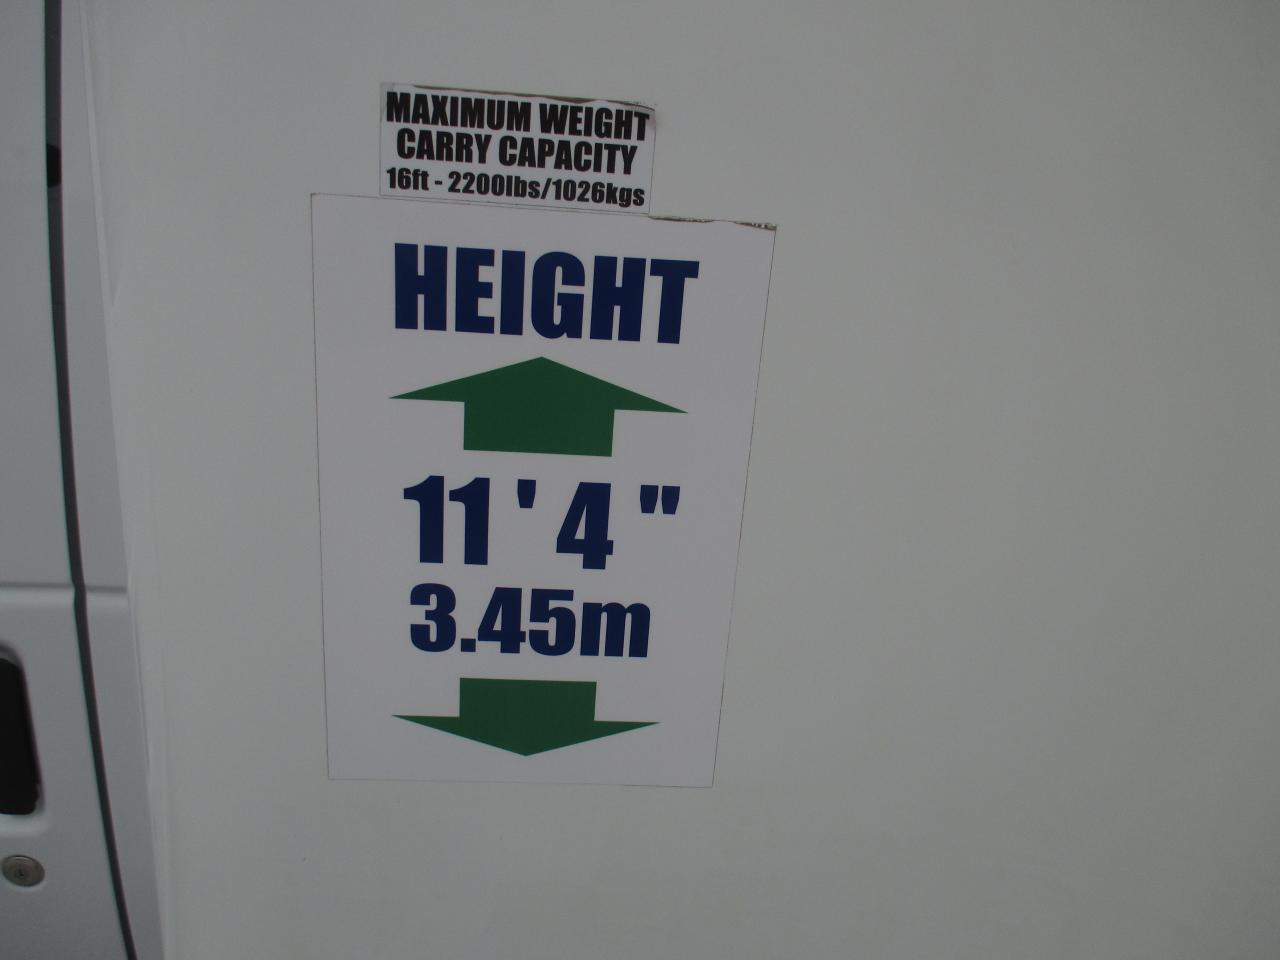 MAXIMUM WEIGHT
CARRY CAPACITY
16ft - 2200lbs/1026kgs
HEIGHT
11 ' 4 "
3.45m